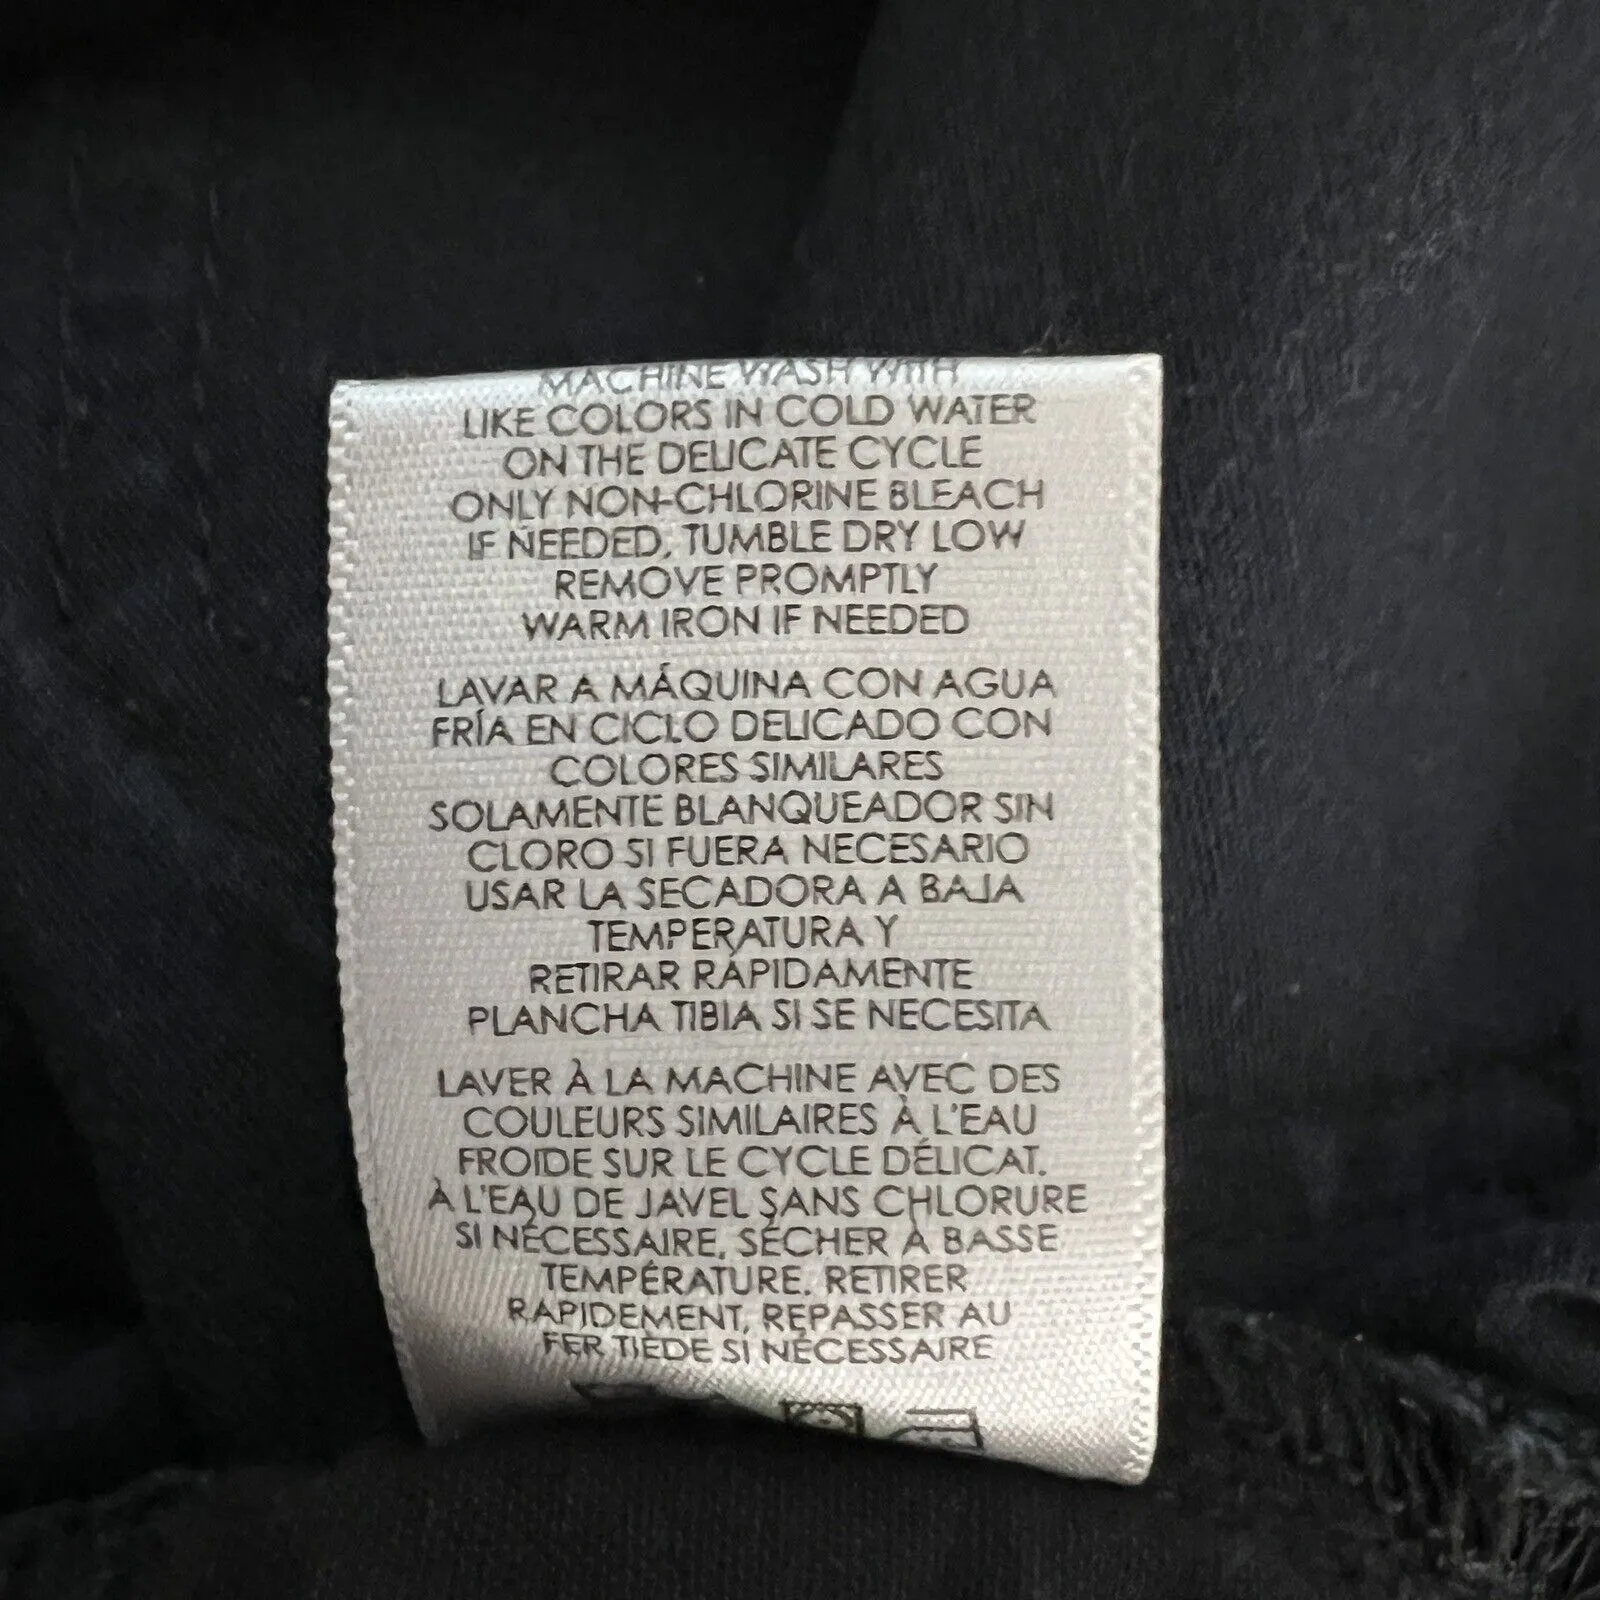 MACHINE WASH WITH
LIKE COLORS IN COLD WATER
ON THE DELICATE CYCLE
ONLY NON-CHLORINE BLEACH
IF NEEDED, TUMBLE DRY LOW
REMOVE PROMPTLY
WARM IRON IF NEEDED
LAVAR A MÁQUINA CON AGUA
FRÍA EN CICLO DELICADO CON
COLORES SIMILARES
SOLAMENTE BLANQUEADOR SIN
CLORO SI FUERA NECESARIO
USAR LA SECADORA A BAJA
TEMPERATURA Y
RETIRAR RÁPIDAMENTE
PLANCHA TIBIA SI SE NECESITA
LAVER À LA MACHINE AVEC DES
COULEURS SIMILAIRES À L'EAU
FROIDE SUR LE CYCLE DÉLICAT.
À L'EAU DE JAVEL SANS CHLORURE
SI NÉCESSAIRE, SÉCHER À BASSE
TEMPÉRATURE. RETIRER
RAPIDEMENT, REPASSER AU
FER TIÈDE SI NÉCESSAIRE